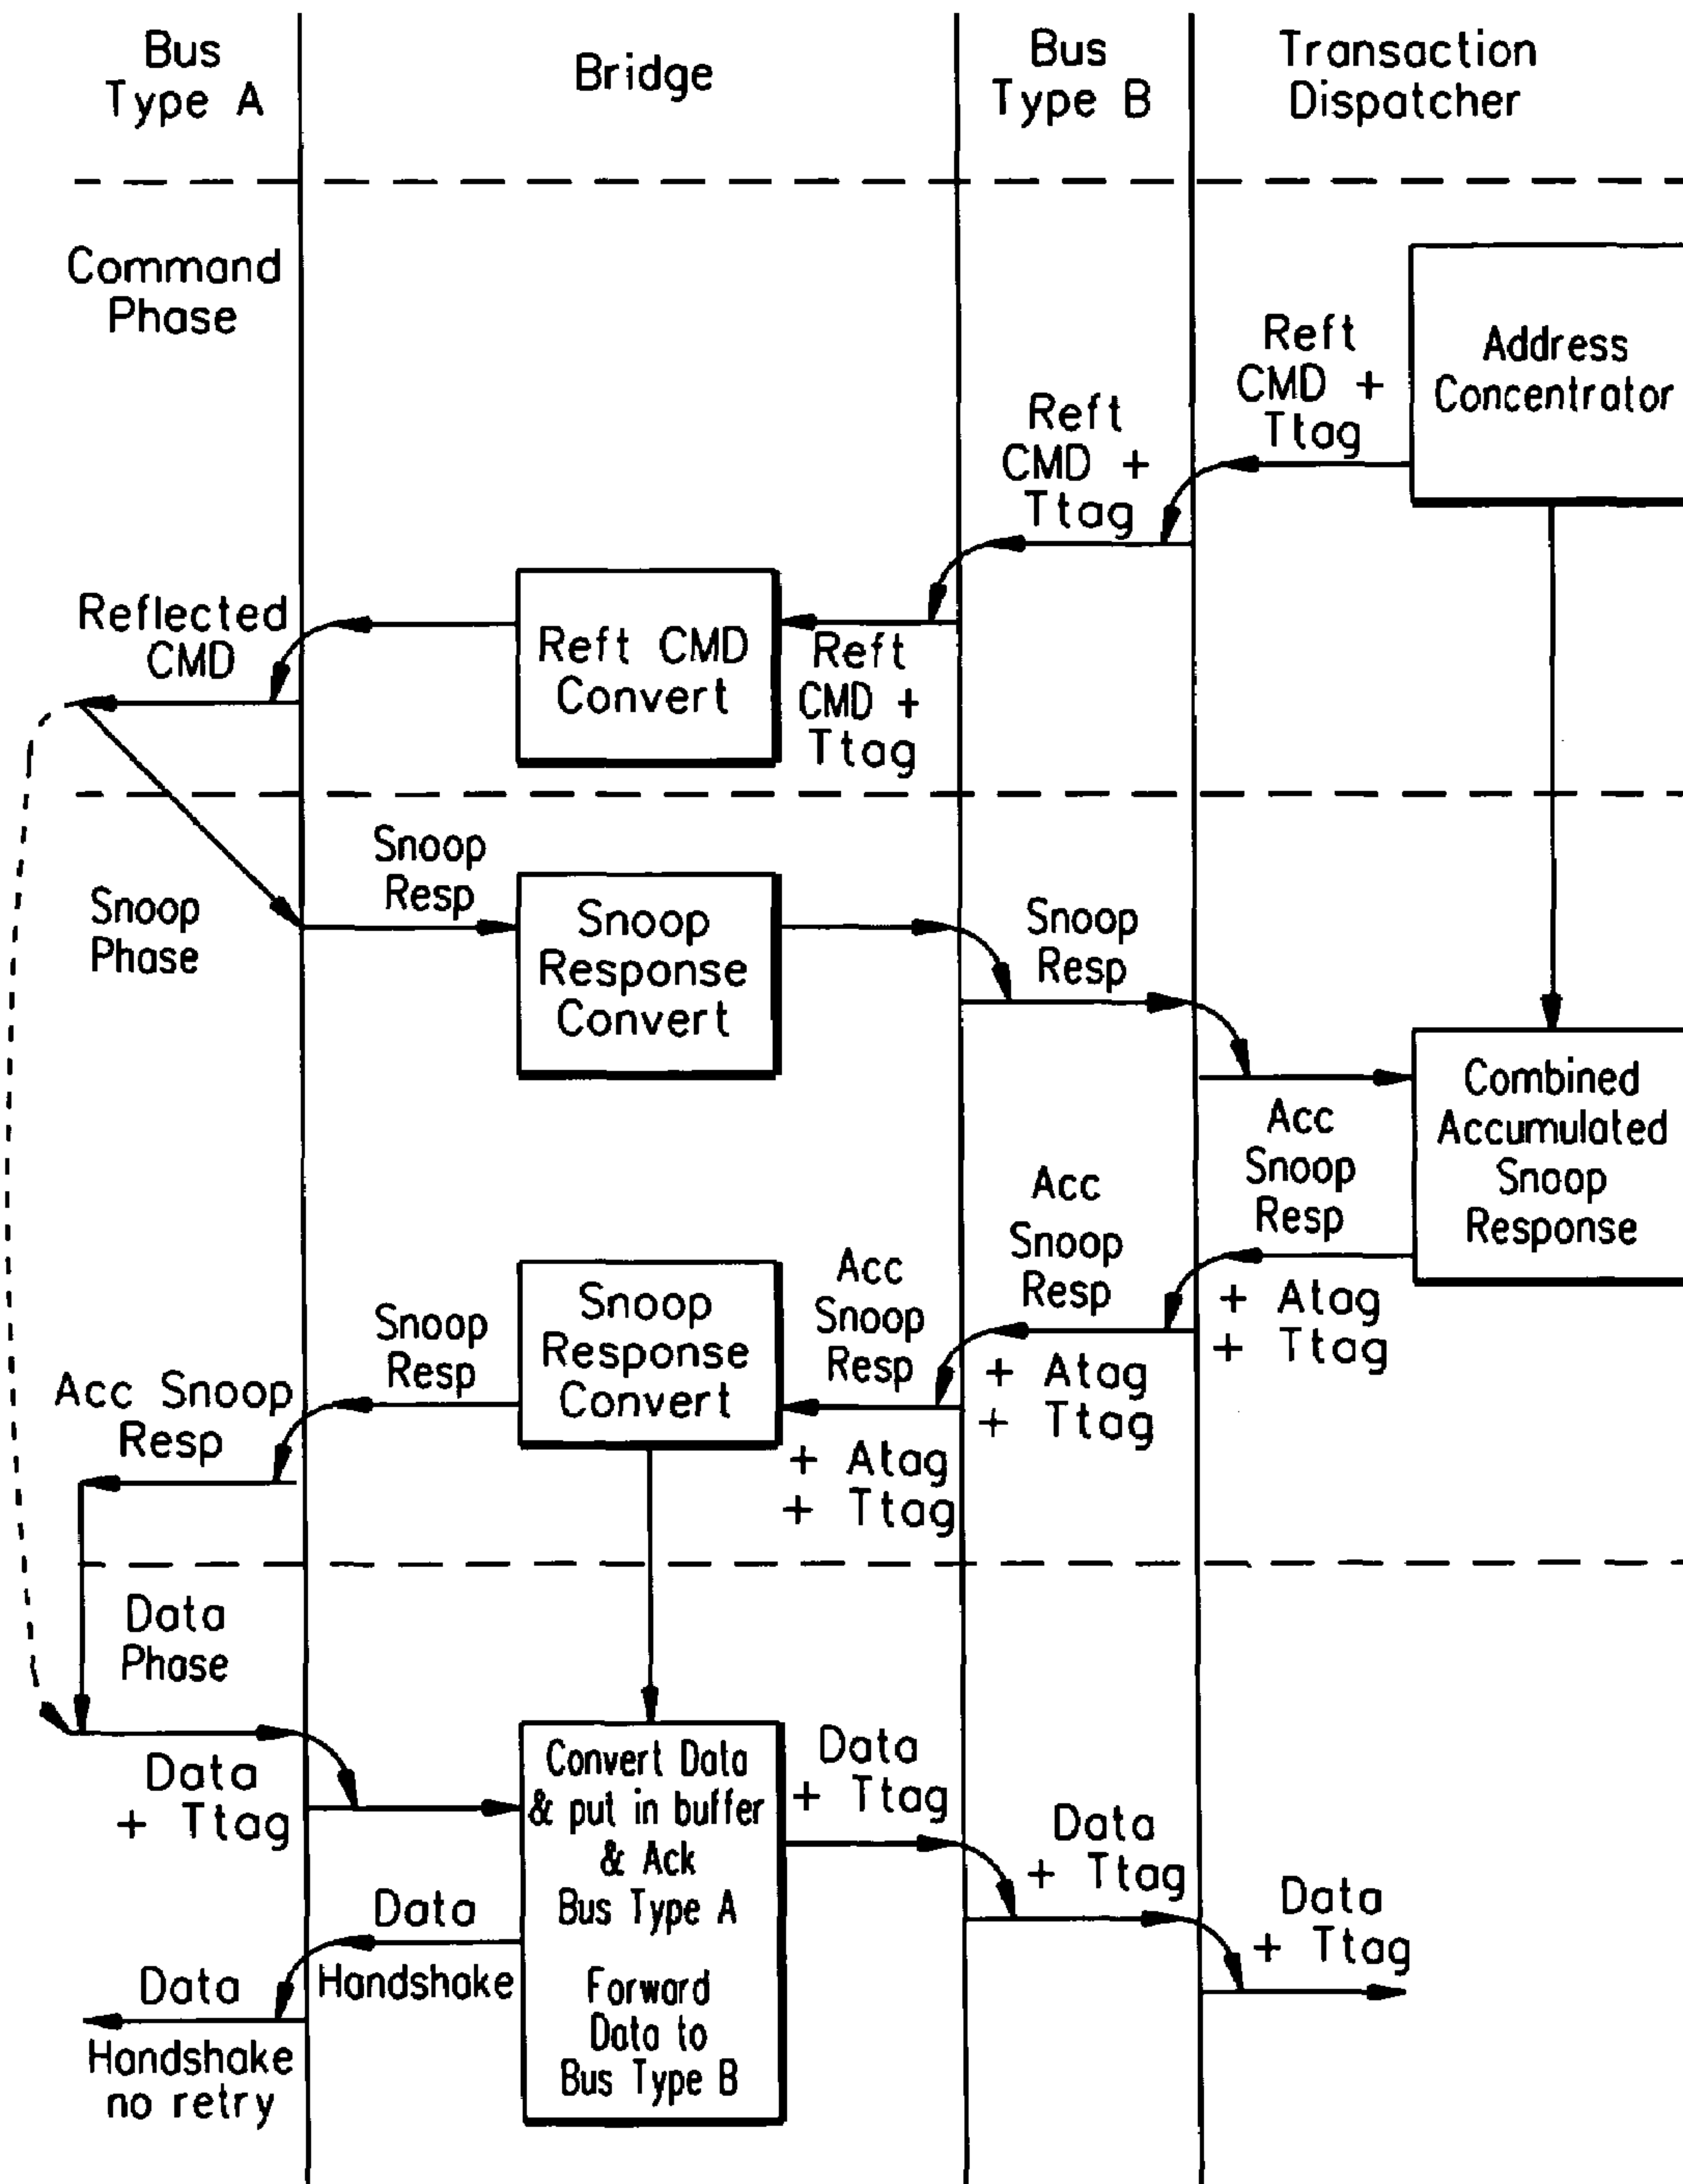 Bus
Type A
Bridge
Bus
Type B
Transaction
Dispatcher
Command
Phase
Address
Concentrator
Reft
CMD +
Ttag
Reft
CMD +
Ttag
Reft CMD
Convert
Reft
CMD +
Ttag
Reflected
CMD
Snoop
Phase
Snoop
Resp
Snoop
Response
Convert
Snoop
Resp
Combined
Accumulated
Snoop
Response
Acc
Snoop
Resp
+ Atag
+ Ttag
Acc
Snoop
Resp
+ Atag
+ Ttag
Acc
Snoop
Resp
+ Atag
+ Ttag
Snoop
Response
Convert
Snoop
Resp
Acc Snoop
Resp
Data
Phase
Data
+ Ttag
Convert Data
& put in buffer
& Ack
Bus Type A
Forward
Data to
Bus Type B
Data
+ Ttag
Data
+ Ttag
Data
+ Ttag
Data
Handshake
Data
Handshake
no retry